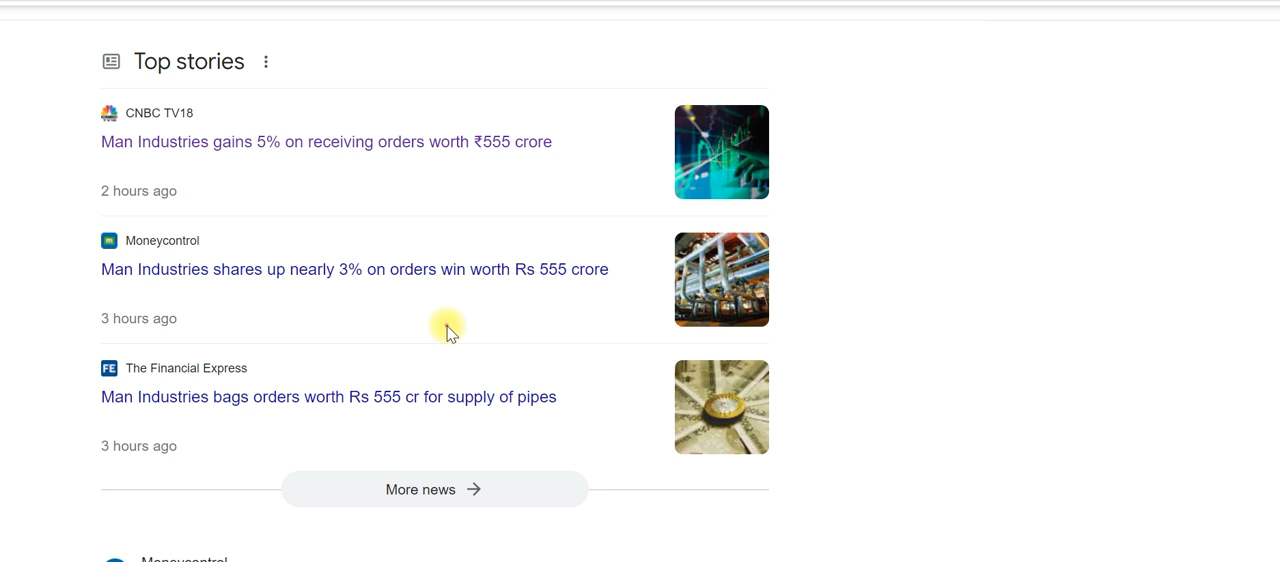 Top stories
CNBC TV18
Man Industries gains 5% on receiving orders worth ₹555 crore
2 hours ago
Moneycontrol
Man Industries shares up nearly 3% on orders win worth Rs 555 crore
3 hours ago
FE The Financial Express
Man Industries bags orders worth Rs 555 cr for supply of pipes
3 hours ago
More news
Moneycontrol